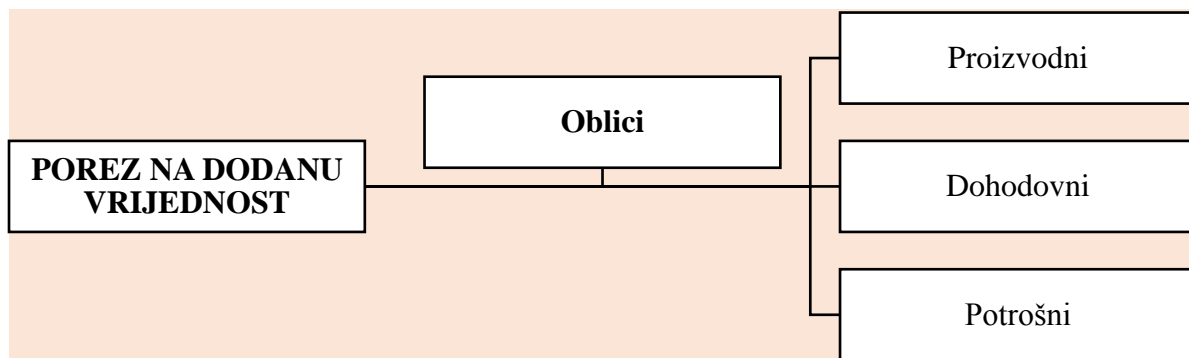 POREZ NA DODANU
VRIJEDNOST
Oblici
Proizvodni
Dohodovni
Potrošni